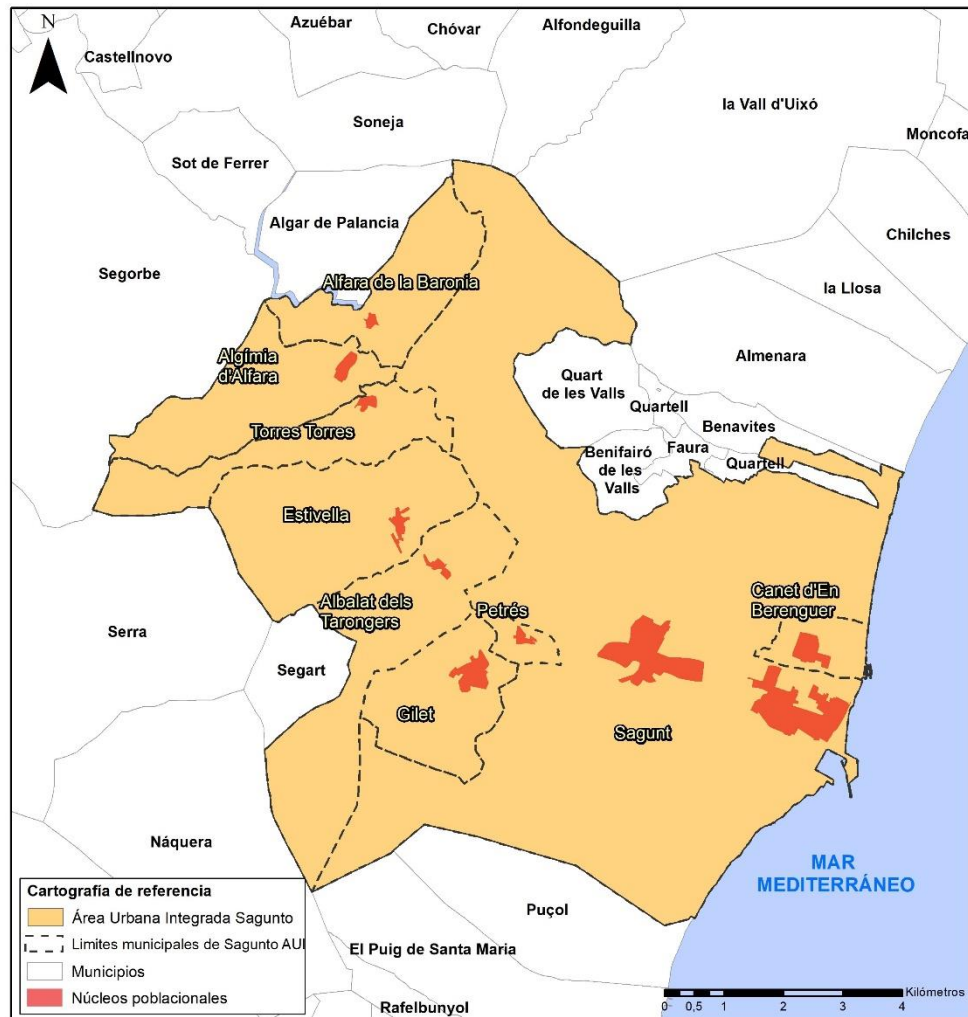 N
Azuébar
Chóvar
Alfondeguilla
Castellnovo
la Vall d'Uixó
Soneja
Moncofa
Sot de Ferrer
Algar de Palancia
Chilches
Segorbe
Alfara de la Baronia
la Llosa
Algímia
d'Alfara
Almenara
Quart
de les Valls
Quartell
Torres Torres
Benavites
Benifairó
de les
Valls
Faura
Quartell
Estivella
Canet d'En
Berenguer
Albalat dels
Tarongers
Petrés
Serra
Segart
Gilet
Sagunt
Náquera
MAR
MEDITERRÁNEO
Puçol
El Puig de Santa Maria
Rafelbunyol
Cartografía de referencia
Área Urbana Integrada Sagunto
Limites municipales de Sagunto AUI
Municipios
Núcleos poblacionales
Kilómetros
0 0,5 1 2 3 4